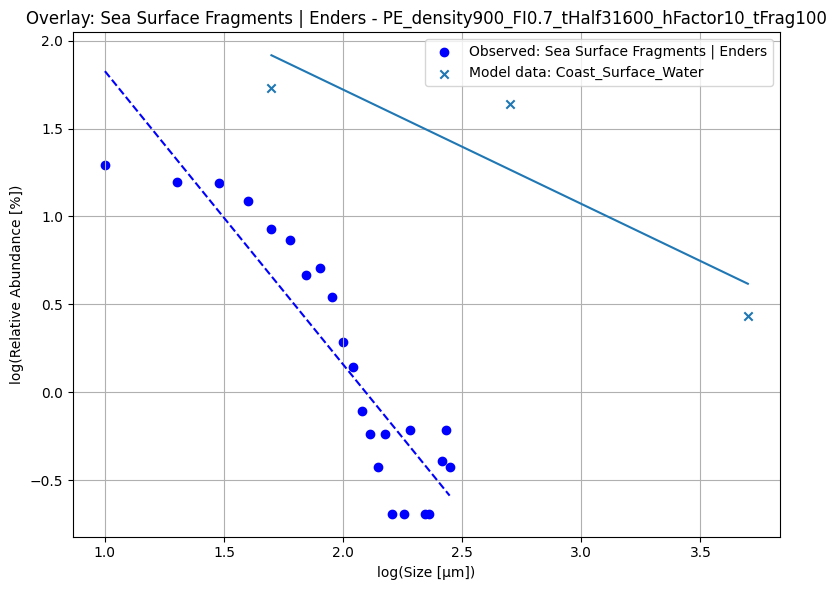 Overlay: Sea Surface Fragments | Enders - PE_density900_FI0.7_tHalf31600_hFactor10_tFrag100
Observed: Sea Surface Fragments | Enders
Model data: Coast_Surface_Water
log(Relative Abundance [%])
2.0
1.5
1.0
0.5
0.0
−0.5
1.0
1.5
2.0
2.5
3.0
3.5
log(Size [μm])